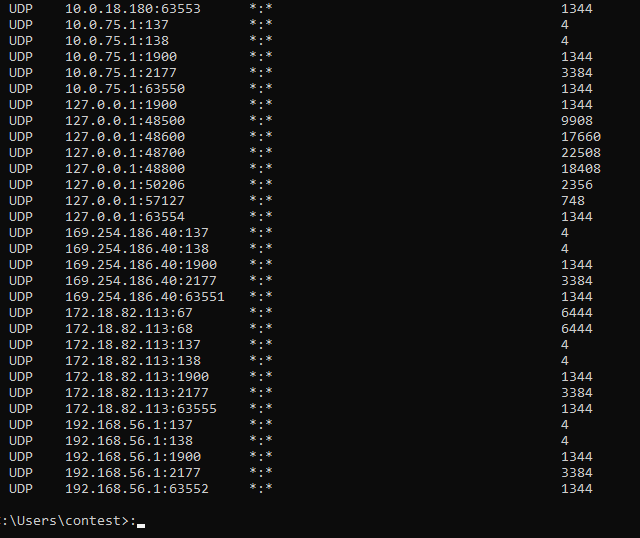 UDP 10.0.18.180:63553 *:* 1344
UDP 10.0.75.1:137 *:* 4
UDP 10.0.75.1:138 *:* 4
UDP 10.0.75.1:1900 *:* 1344
UDP 10.0.75.1:2177 *:* 3384
UDP 10.0.75.1:63550 *:* 1344
UDP 127.0.0.1:1900 *:* 1344
UDP 127.0.0.1:48500 *:* 9908
UDP 127.0.0.1:48600 *:* 17660
UDP 127.0.0.1:48700 *:* 22508
UDP 127.0.0.1:48800 *:* 18408
UDP 127.0.0.1:50206 *:* 2356
UDP 127.0.0.1:57127 *:* 748
UDP 127.0.0.1:63554 *:* 1344
UDP 169.254.186.40:137 *:* 4
UDP 169.254.186.40:138 *:* 4
UDP 169.254.186.40:1900 *:* 1344
UDP 169.254.186.40:2177 *:* 3384
UDP 169.254.186.40:63551 *:* 1344
UDP 172.18.82.113:67 *:* 6444
UDP 172.18.82.113:68 *:* 6444
UDP 172.18.82.113:137 *:* 4
UDP 172.18.82.113:138 *:* 4
UDP 172.18.82.113:1900 *:* 1344
UDP 172.18.82.113:2177 *:* 3384
UDP 172.18.82.113:63555 *:* 1344
UDP 192.168.56.1:137 *:* 4
UDP 192.168.56.1:138 *:* 4
UDP 192.168.56.1:1900 *:* 1344
UDP 192.168.56.1:2177 *:* 3384
UDP 192.168.56.1:63552 *:* 1344
:\Users\contest>: